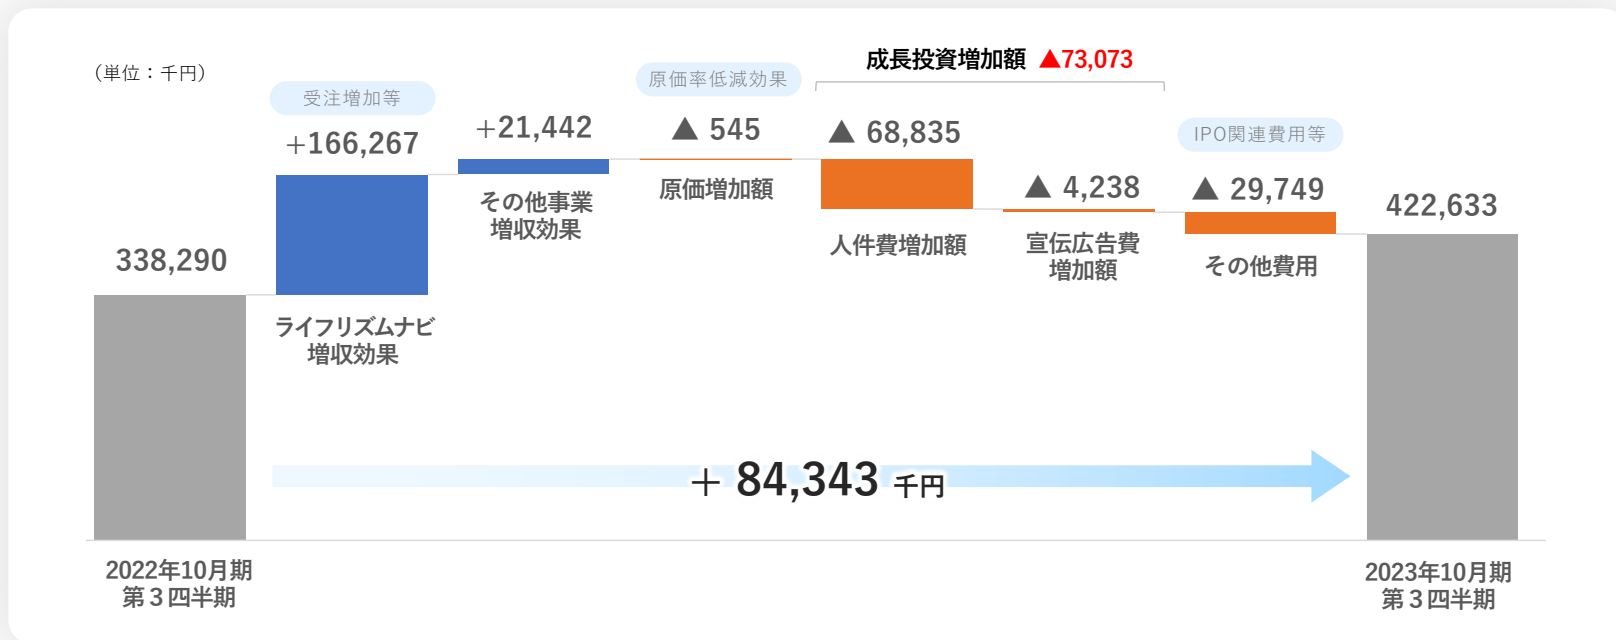 (単位：千円)
成長投資増加額 ▲73,073
受注増加等
+166,267
+21,442
原価率低減効果
▲ 545
▲ 68,835
IPO関連費用等
▲ 4,238
▲ 29,749
422,633
338,290
ライフリズムナビ
増収効果
その他事業
増収効果
原価増加額
人件費増加額
宣伝広告費
増加額
その他費用
+ 84,343 千円
2022年10月期
第３四半期
2023年10月期
第３四半期